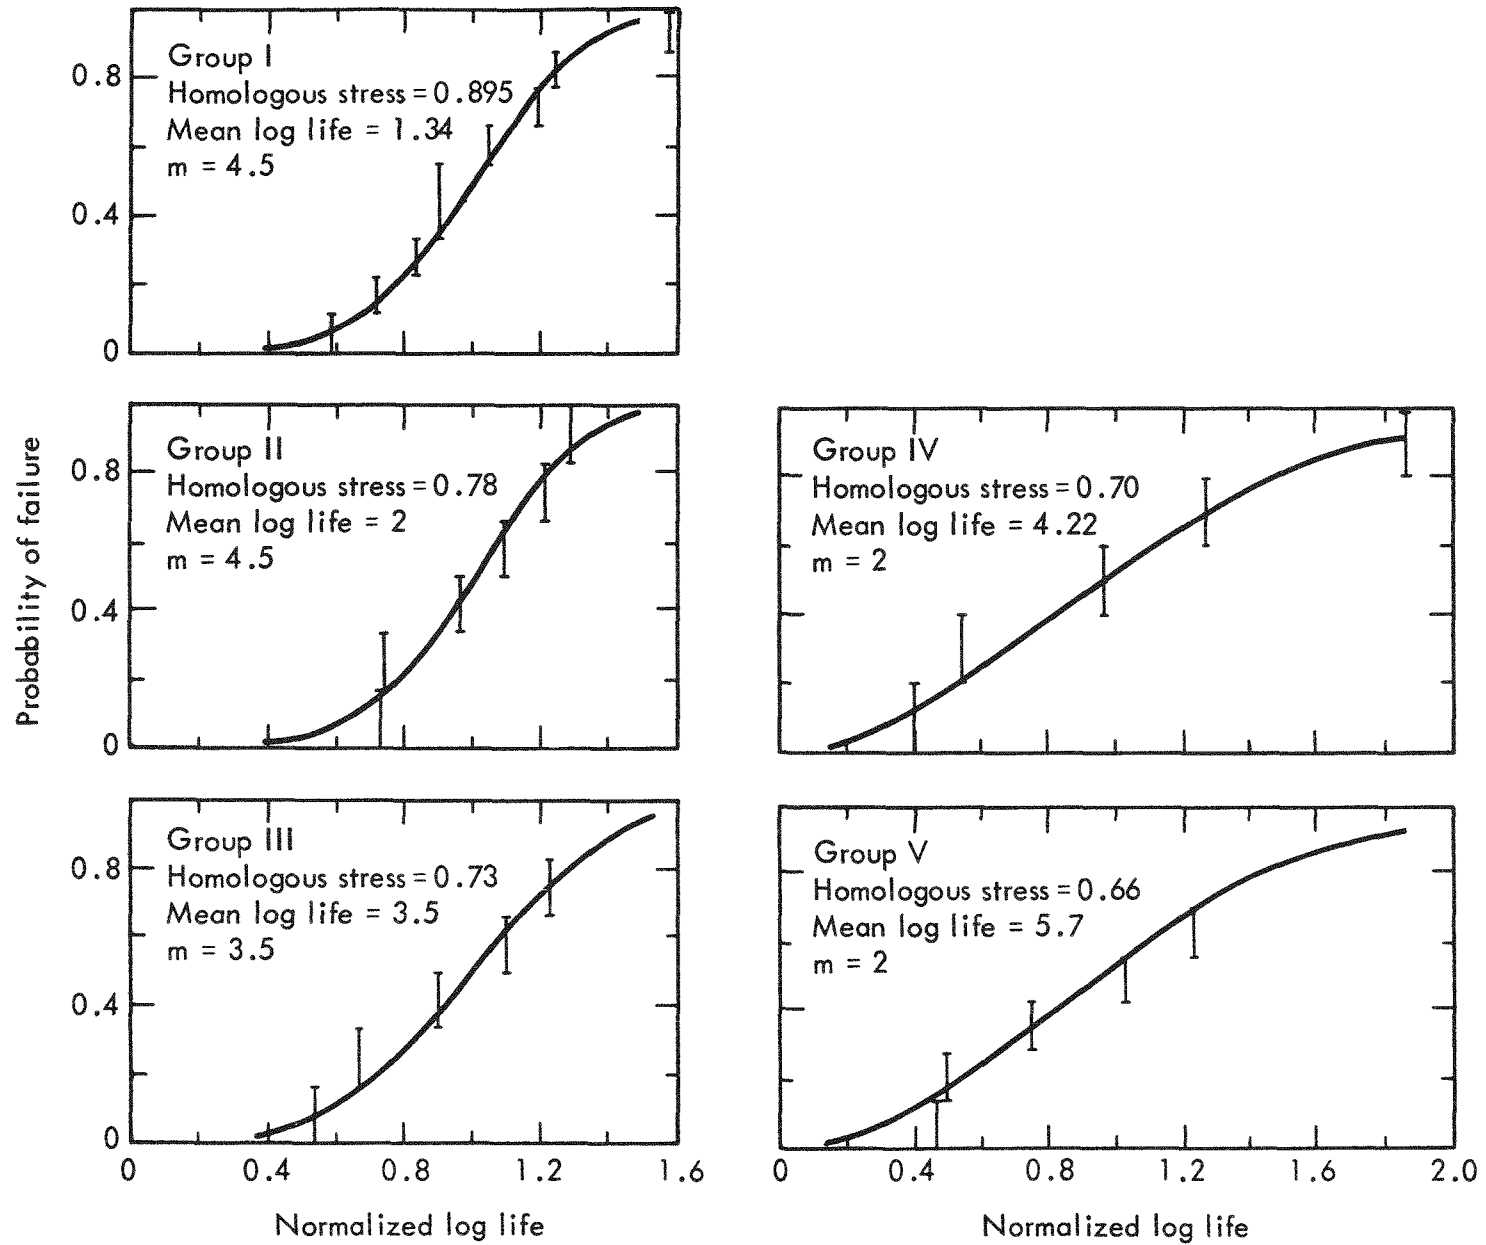 Probability of failure
Group I
Homologous stress = 0.895
Mean log life = 1.34
m = 4.5
0.8
0.4
0
Group II
Homologous stress = 0.78
Mean log life = 2
m = 4.5
0.8
0.4
0
Group III
Homologous stress = 0.73
Mean log life = 3.5
m = 3.5
0.8
0.4
0
0 0.4 0.8 1.2 1.6
Normalized log life
Group IV
Homologous stress = 0.70
Mean log life = 4.22
m = 2
Group V
Homologous stress = 0.66
Mean log life = 5.7
m = 2
0 0.4 0.8 1.2 1.6 2.0
Normalized log life